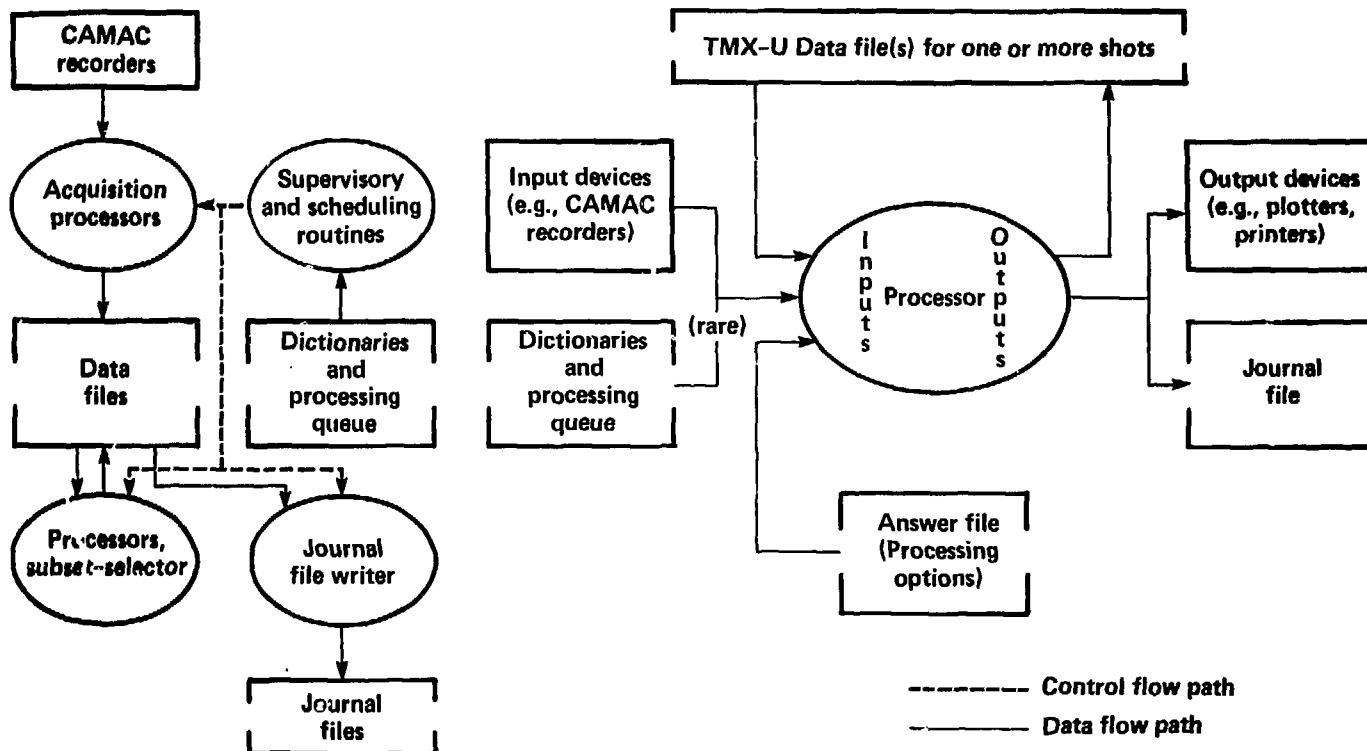 CAMAC
recorders
Acquisition
processors
Supervisory
and scheduling
routines
Data
files
Dictionaries
and
processing
queue
Processors,
subset-selector
Journal
file writer
Journal
files
TMX-U Data file(s) for one or more shots
Input devices
(e.g., CAMAC
recorders)
(rare)
Dictionaries
and
processing
queue
Inputs
Processor
Outputs
Output devices
(e.g., plotters,
printers)
Journal
file
Answer file
(Processing
options)
Control flow path
Data flow path